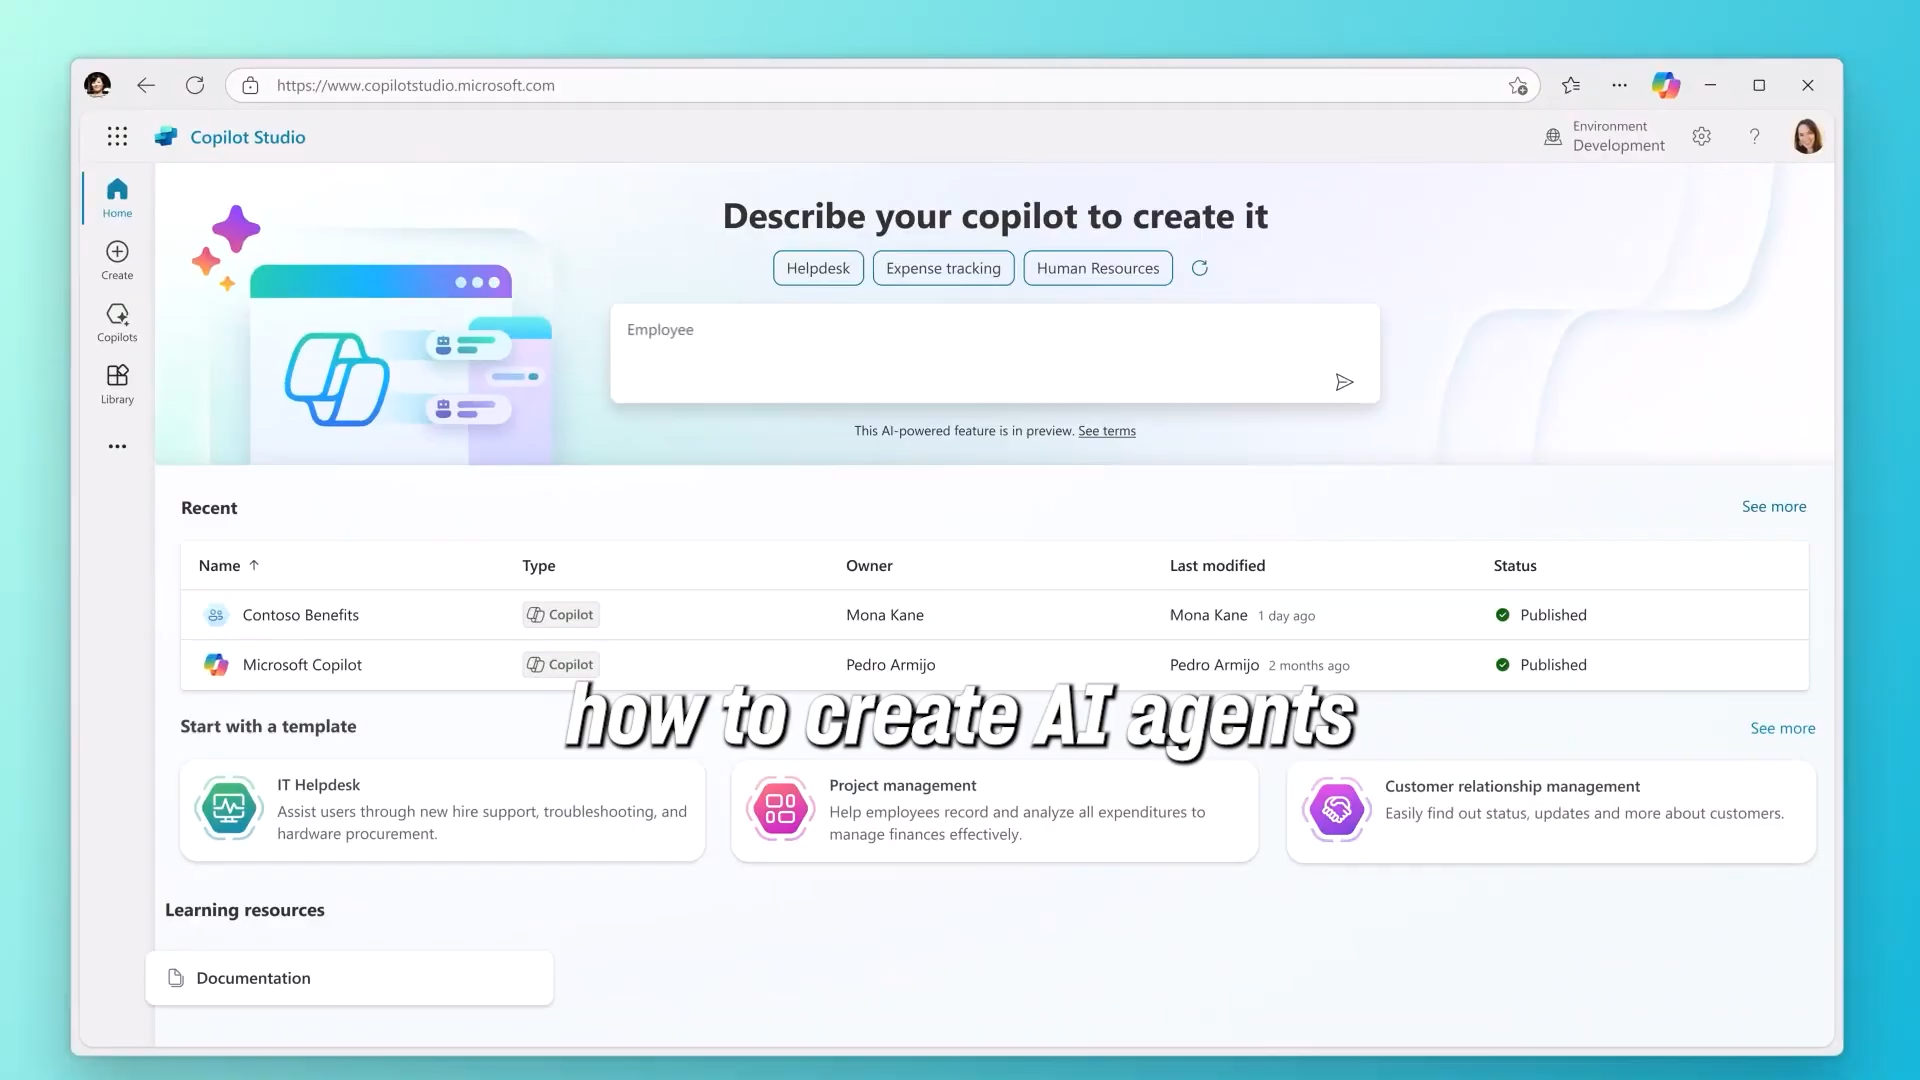 https://www.copilotstudio.microsoft.com
Copilot Studio
Environment
Development
?
Home
Create
Copilots
Library
Describe your copilot to create it
Helpdesk
Expense tracking
Human Resources
Employee
This AI-powered feature is in preview. See terms
Recent
See more
Name ↑
Type
Owner
Last modified
Status
Contoso Benefits
Copilot
Mona Kane
Mona Kane 1 day ago
Published
Microsoft Copilot
Copilot
Pedro Armijo
Pedro Armijo 2 months ago
Published
how to create AI agents
Start with a template
See more
IT Helpdesk
Assist users through new hire support, troubleshooting, and
hardware procurement.
Project management
Help employees record and analyze all expenditures to
manage finances effectively.
Customer relationship management
Easily find out status, updates and more about customers.
Learning resources
Documentation